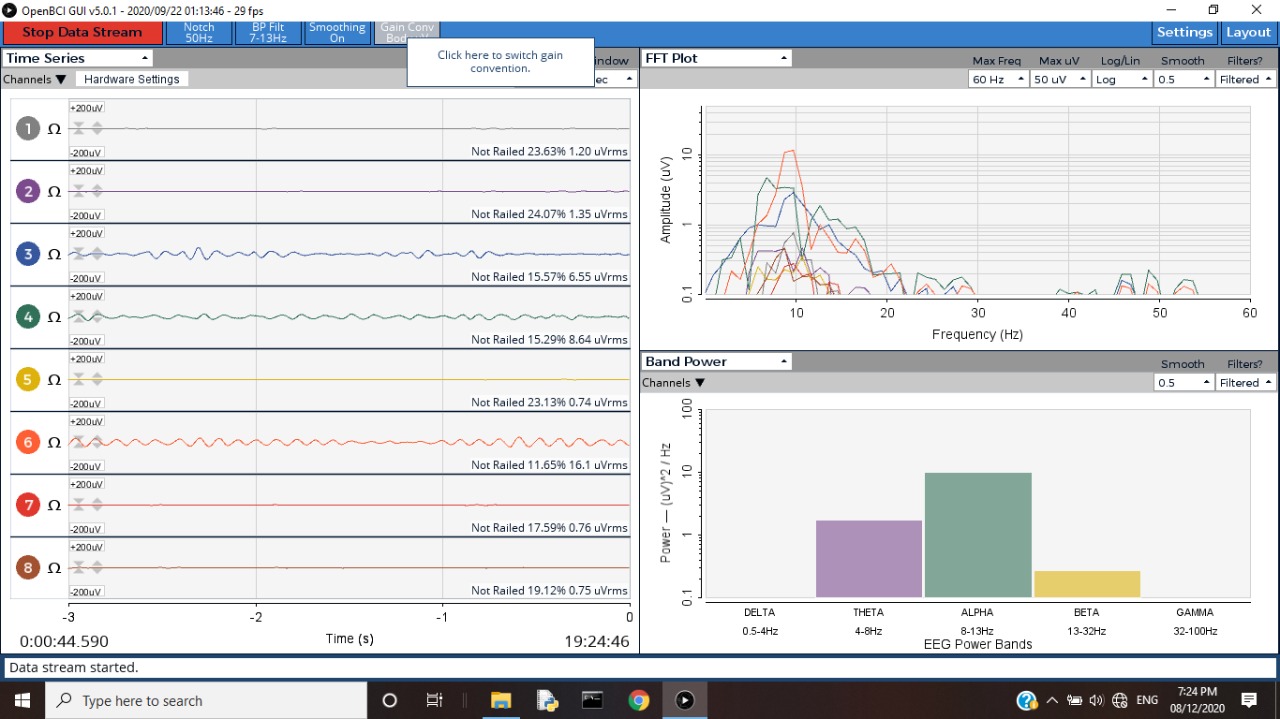 OpenBCI GUI v5.0.1 - 2020/09/22 01:13:46 - 29 fps
Stop Data Stream
Notch
50Hz
BP Filt
7-13Hz
Smoothing
On
Gain Conv
Settings
Layout
Click here to switch gain
convention.
Time Series
Channels ▼ Hardware Settings
+200uV
1 Ω
-200uV
Not Railed 23.63% 1.20 uVrms
+200uV
2 Ω
-200uV
Not Railed 24.07% 1.35 uVrms
+200uV
3 Ω
-200uV
Not Railed 15.57% 6.55 uVrms
+200uV
4 Ω
-200uV
Not Railed 15.29% 8.64 uVrms
+200uV
5 Ω
-200uV
Not Railed 23.13% 0.74 uVrms
+200uV
6 Ω
-200uV
Not Railed 11.65% 16.1 uVrms
+200uV
7 Ω
-200uV
Not Railed 17.59% 0.76 uVrms
+200uV
8 Ω
-200uV
Not Railed 19.12% 0.75 uVrms
-3 -2 -1 0
0:00:44.590 Time (s) 19:24:46
FFT Plot
Max Freq Max uV Log/Lin Smooth Filters?
60 Hz 50 uV Log 0.5 Filtered
Amplitude (uV)
10
1
0.1
10 20 30 40 50 60
Frequency (Hz)
Band Power
Smooth Filters?
Channels ▼ 0.5 Filtered
Power — (uV)^2 / Hz
100
10
1
0.1
DELTA THETA ALPHA BETA GAMMA
0.5-4Hz 4-8Hz 8-13Hz 13-32Hz 32-100Hz
EEG Power Bands
Data stream started.
Type here to search
ENG
7:24 PM
08/12/2020